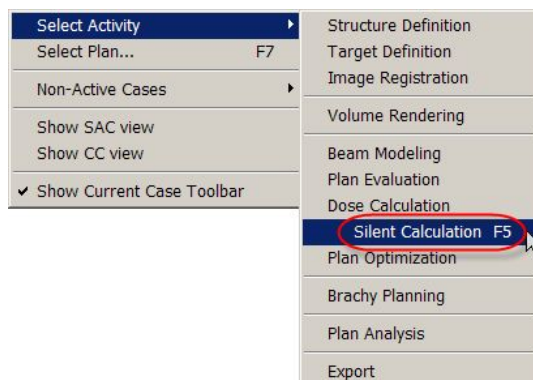 Select Activity
Select Plan... F7
Non-Active Cases
Show SAC view
Show CC view
Show Current Case Toolbar
Structure Definition
Target Definition
Image Registration
Volume Rendering
Beam Modeling
Plan Evaluation
Dose Calculation
Silent Calculation F5
Plan Optimization
Brachy Planning
Plan Analysis
Export